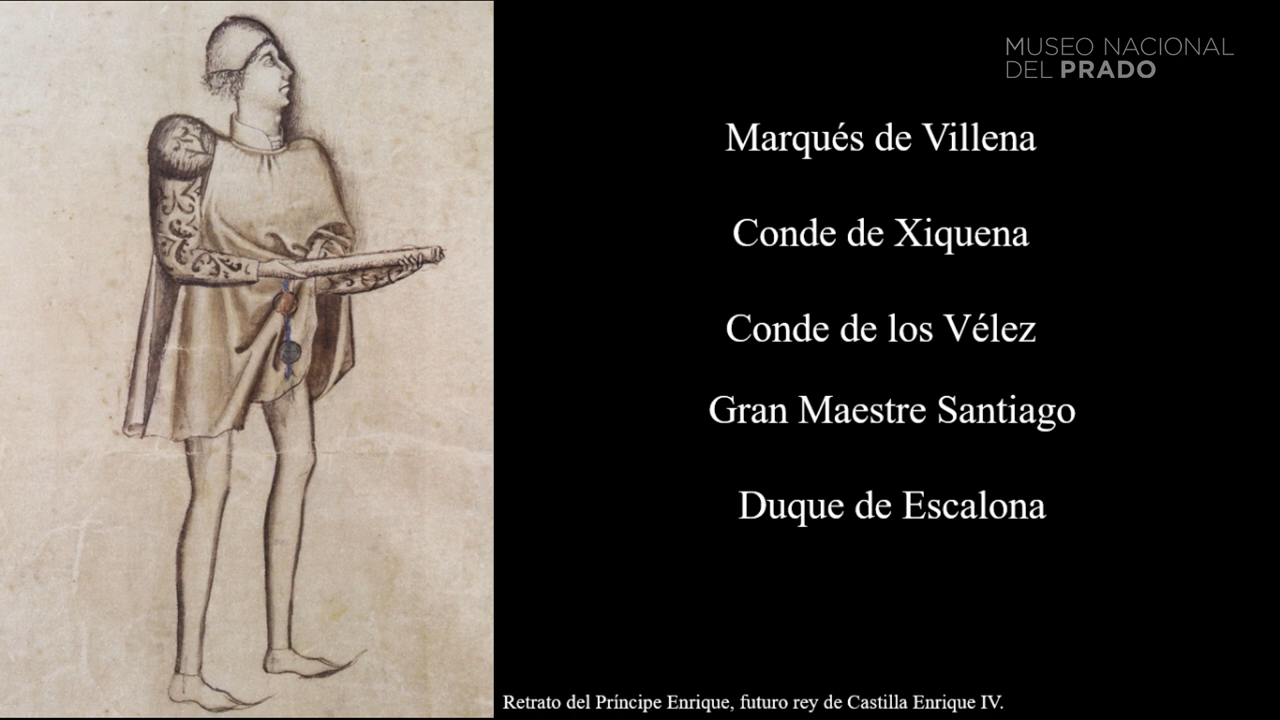 MUSEO NACIONAL
DEL PRADO
Marqués de Villena
Conde de Xiquena
Conde de los Vélez
Gran Maestre Santiago
Duque de Escalona
Retrato del Príncipe Enrique, futuro rey de Castilla Enrique IV.